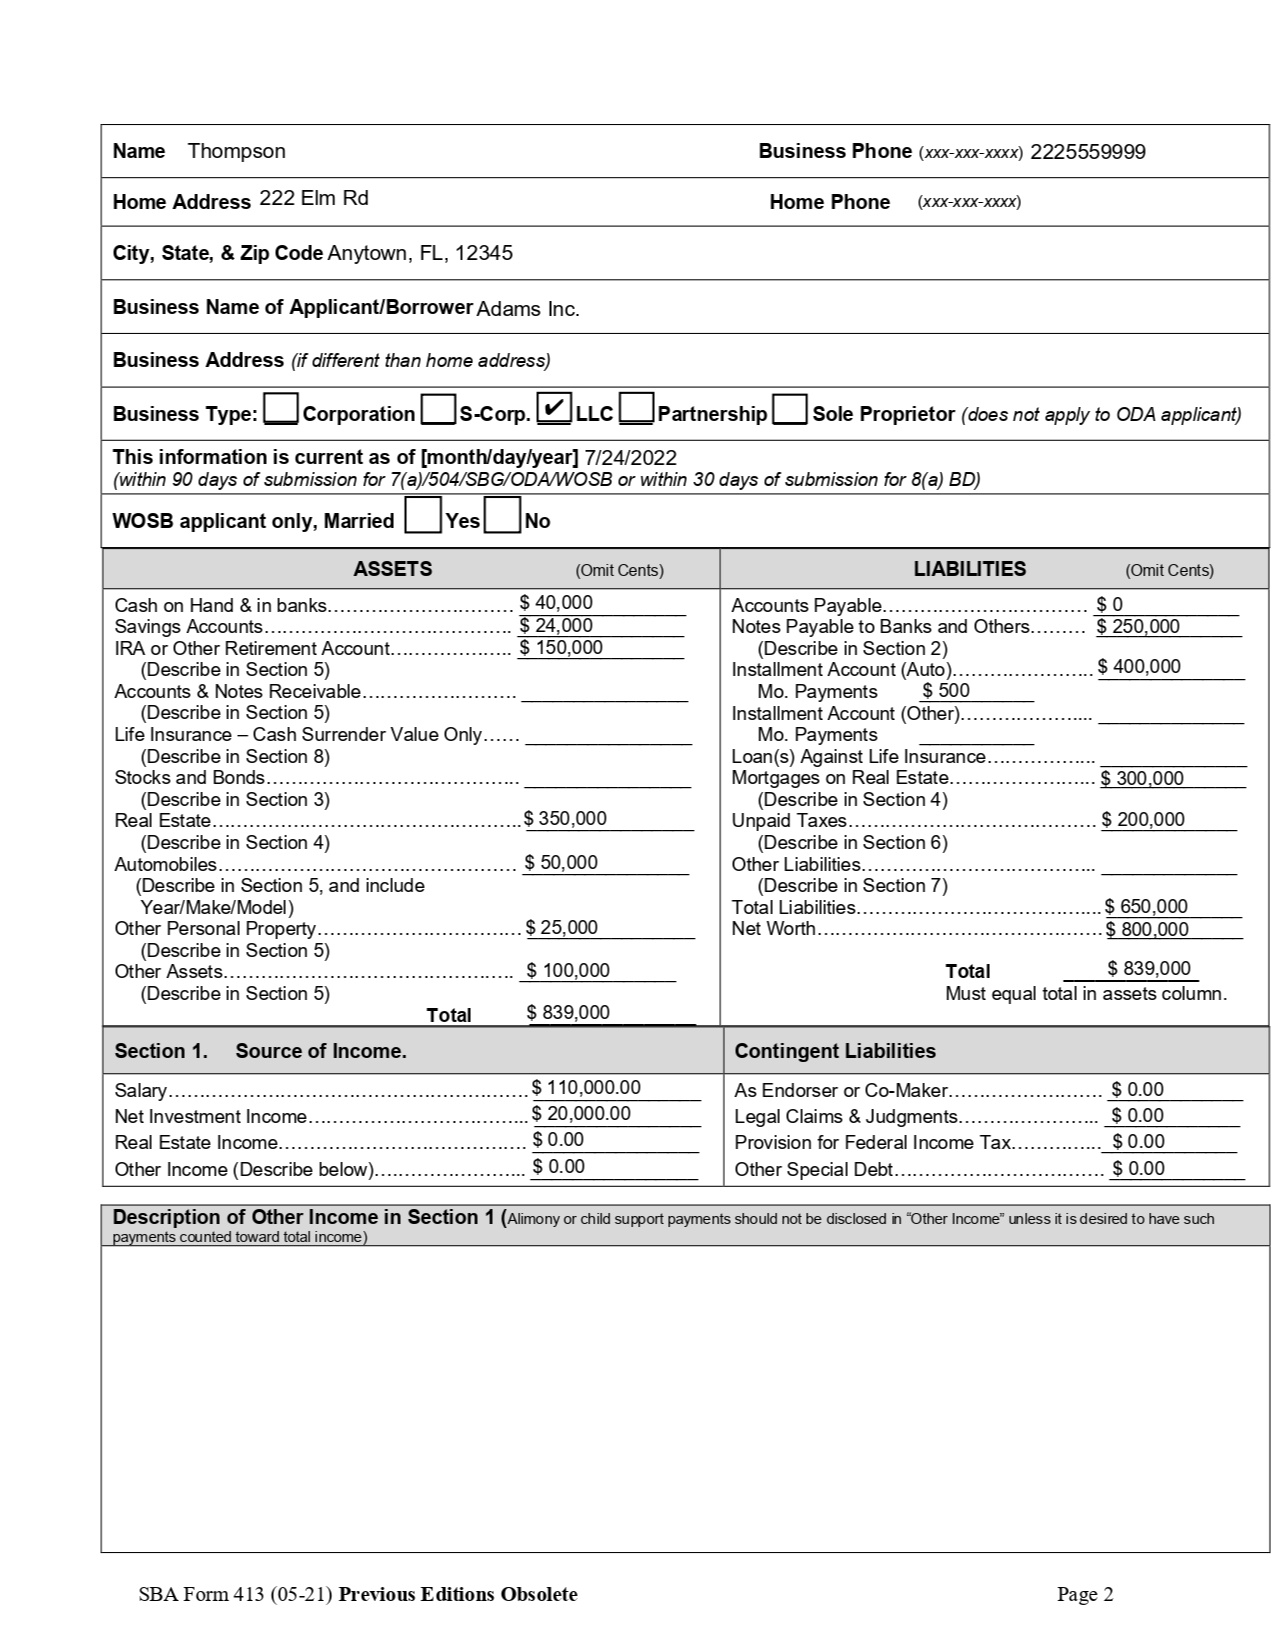 Name Thompson Business Phone (xxx-xxx-xxxx) 2225559999
Home Address 222 Elm Rd Home Phone (xxx-xxx-xxxx)
City, State, & Zip Code Anytown, FL, 12345
Business Name of Applicant/Borrower Adams Inc.
Business Address (if different than home address)
Business Type: Corporation S-Corp. ✔ LLC Partnership Sole Proprietor (does not apply to ODA applicant)
This information is current as of [month/day/year] 7/24/2022
(within 90 days of submission for 7(a)/504/SBG/ODA/WOSB or within 30 days of submission for 8(a) BD)
WOSB applicant only, Married Yes No
ASSETS (Omit Cents)
Cash on Hand & in banks………………………… $ 40,000
Savings Accounts………………………………….. $ 24,000
IRA or Other Retirement Account……………….. $ 150,000
(Describe in Section 5)
Accounts & Notes Receivable…………………….
(Describe in Section 5)
Life Insurance – Cash Surrender Value Only……
(Describe in Section 8)
Stocks and Bonds…………………………………..
(Describe in Section 3)
Real Estate………………………………………….. $ 350,000
(Describe in Section 4)
Automobiles…………………………………………. $ 50,000
(Describe in Section 5, and include
Year/Make/Model)
Other Personal Property…………………………… $ 25,000
(Describe in Section 5)
Other Assets……………………………………….. $ 100,000
(Describe in Section 5)
Total $ 839,000
LIABILITIES (Omit Cents)
Accounts Payable…………………………… $ 0
Notes Payable to Banks and Others……… $ 250,000
(Describe in Section 2)
Installment Account (Auto)………………….. $ 400,000
Mo. Payments $ 500
Installment Account (Other)………………....
Mo. Payments
Loan(s) Against Life Insurance……………...
Mortgages on Real Estate………………….. $ 300,000
(Describe in Section 4)
Unpaid Taxes…………………………………. $ 200,000
(Describe in Section 6)
Other Liabilities………………………………..
(Describe in Section 7)
Total Liabilities………………………………... $ 650,000
Net Worth……………………………………… $ 800,000
Total $ 839,000
Must equal total in assets column.
Section 1. Source of Income.
Salary………………………………………………… $ 110,000.00
Net Investment Income…………………………….. $ 20,000.00
Real Estate Income…………………………………. $ 0.00
Other Income (Describe below)…………………... $ 0.00
Contingent Liabilities
As Endorser or Co-Maker……………………. $ 0.00
Legal Claims & Judgments………………….. $ 0.00
Provision for Federal Income Tax………….. $ 0.00
Other Special Debt……………………………. $ 0.00
Description of Other Income in Section 1 (Alimony or child support payments should not be disclosed in “Other Income” unless it is desired to have such
payments counted toward total income)
SBA Form 413 (05-21) Previous Editions Obsolete Page 2